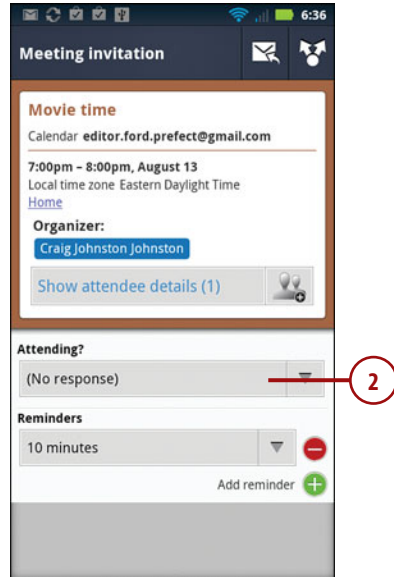 6:36
Meeting invitation
Movie time
Calendar editor.ford.prefect@gmail.com
7:00pm – 8:00pm, August 13
Local time zone Eastern Daylight Time
Home
Organizer:
Craig Johnston Johnston
Show attendee details (1)
Attending?
(No response)
2
Reminders
10 minutes
Add reminder